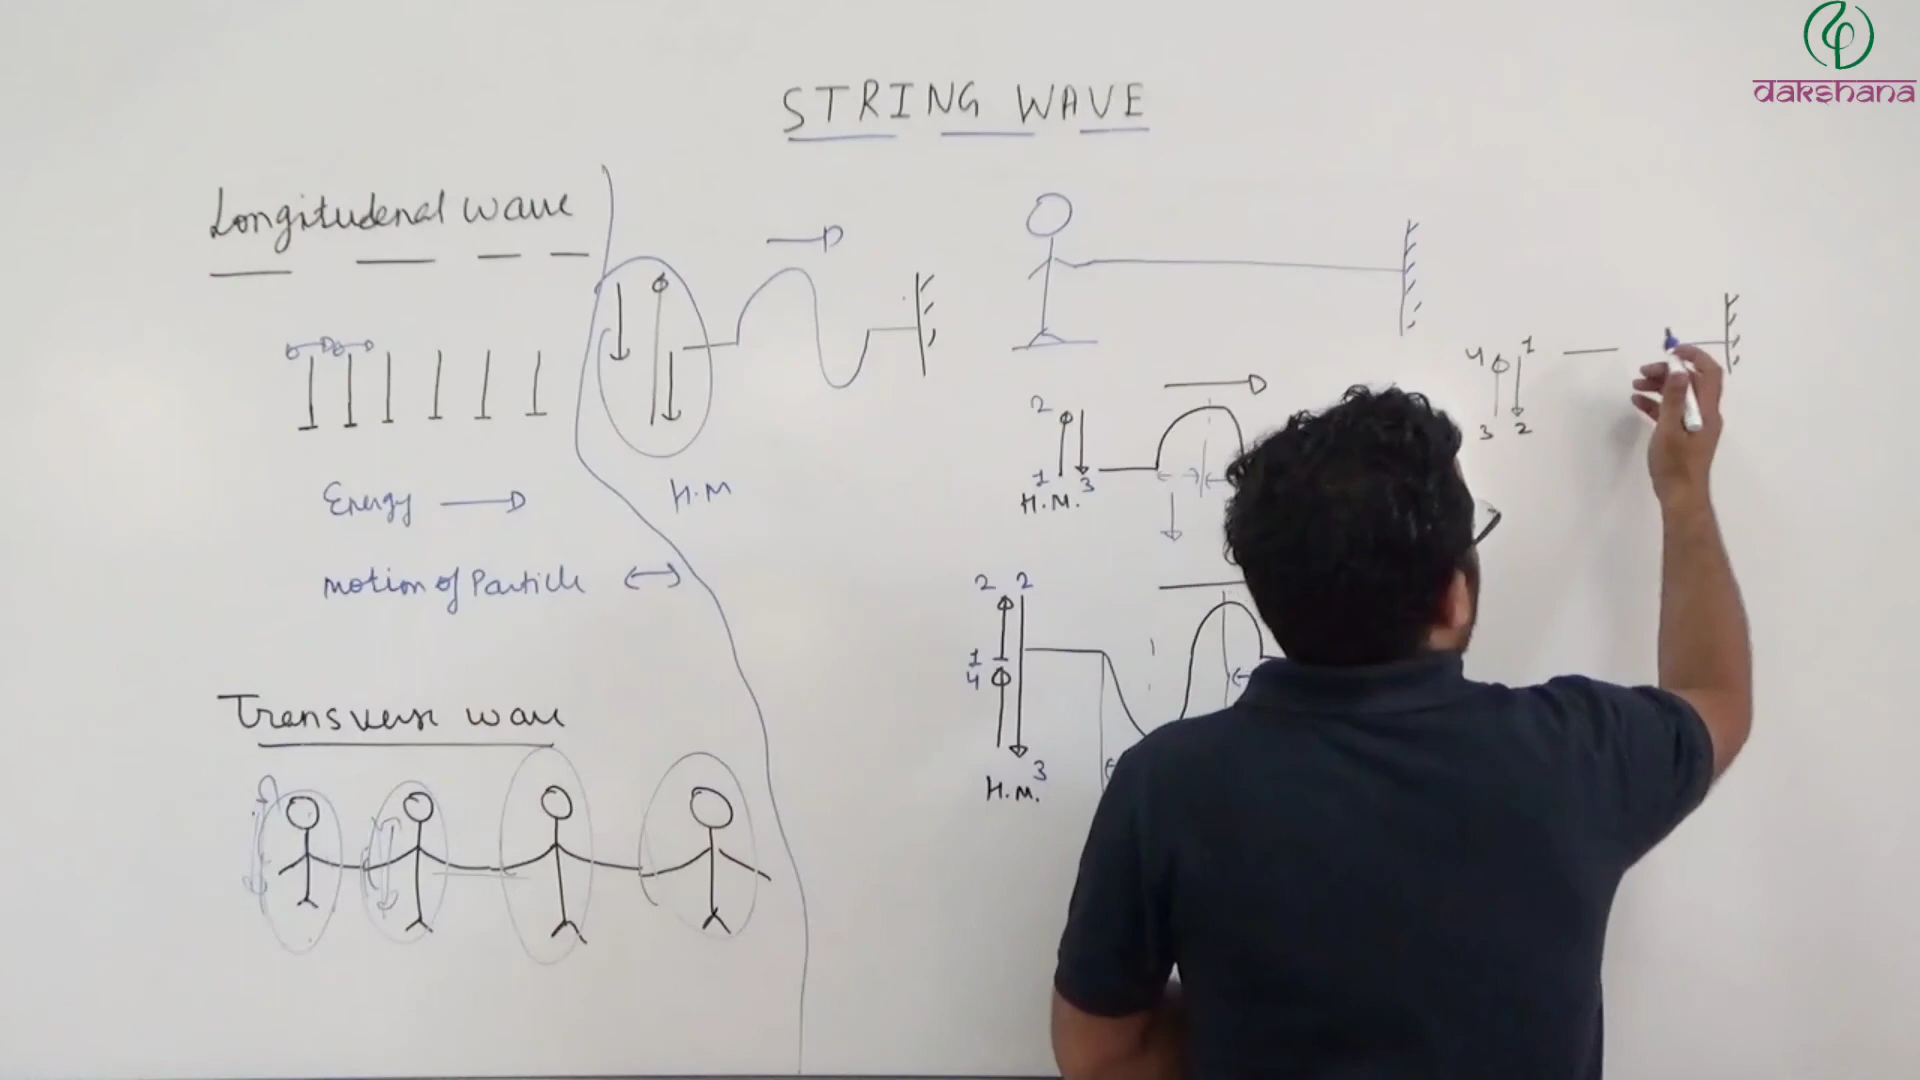 dakshana
STRING WAVE
Longitudenal wave
Energy
motion of Particle
H.M
Transverse wave
2
1 3
H.M.
2 2
1
4
3
H.M.
4 1
3 2